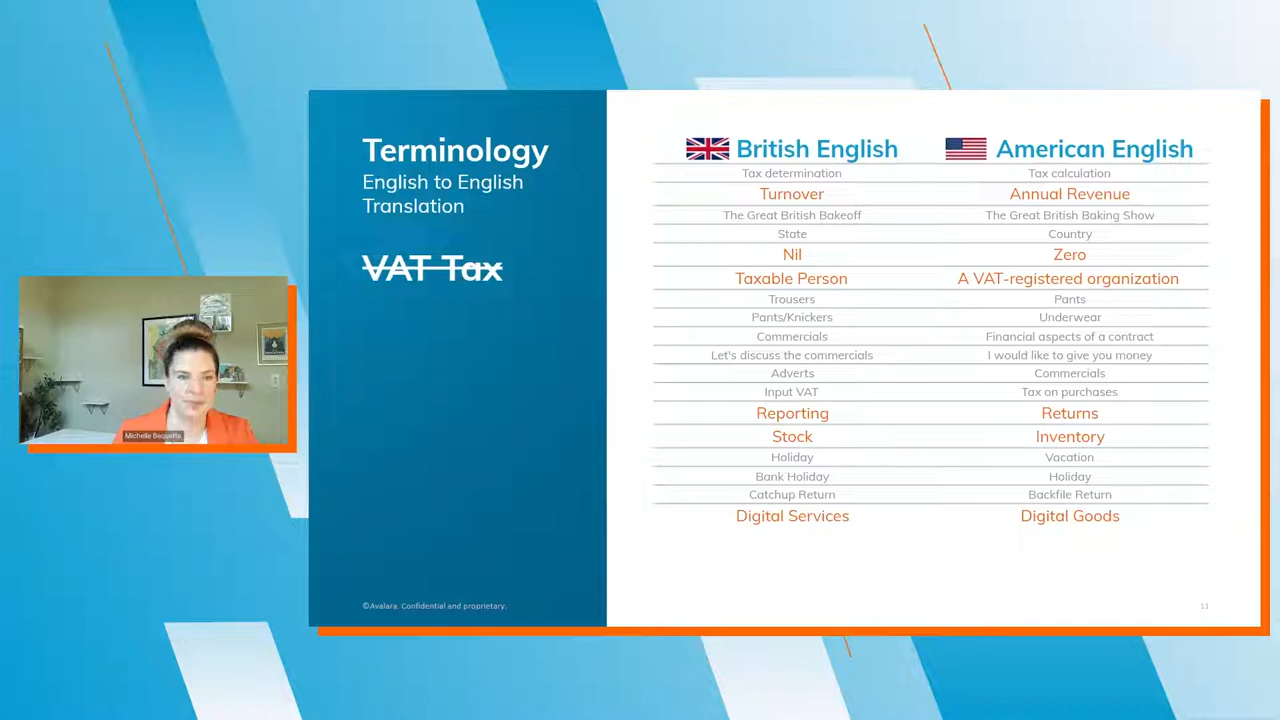 Terminology
English to English
Translation
VAT Tax
British English American English
Tax determination Tax calculation
Turnover Annual Revenue
The Great British Bakeoff The Great British Baking Show
State Country
Nil Zero
Taxable Person A VAT-registered organization
Trousers Pants
Pants/Knickers Underwear
Commercials Financial aspects of a contract
Let's discuss the commercials I would like to give you money
Adverts Commercials
Input VAT Tax on purchases
Reporting Returns
Stock Inventory
Holiday Vacation
Bank Holiday Holiday
Catchup Return Backfile Return
Digital Services Digital Goods
©Avalara. Confidential and proprietary.
13
Michelle